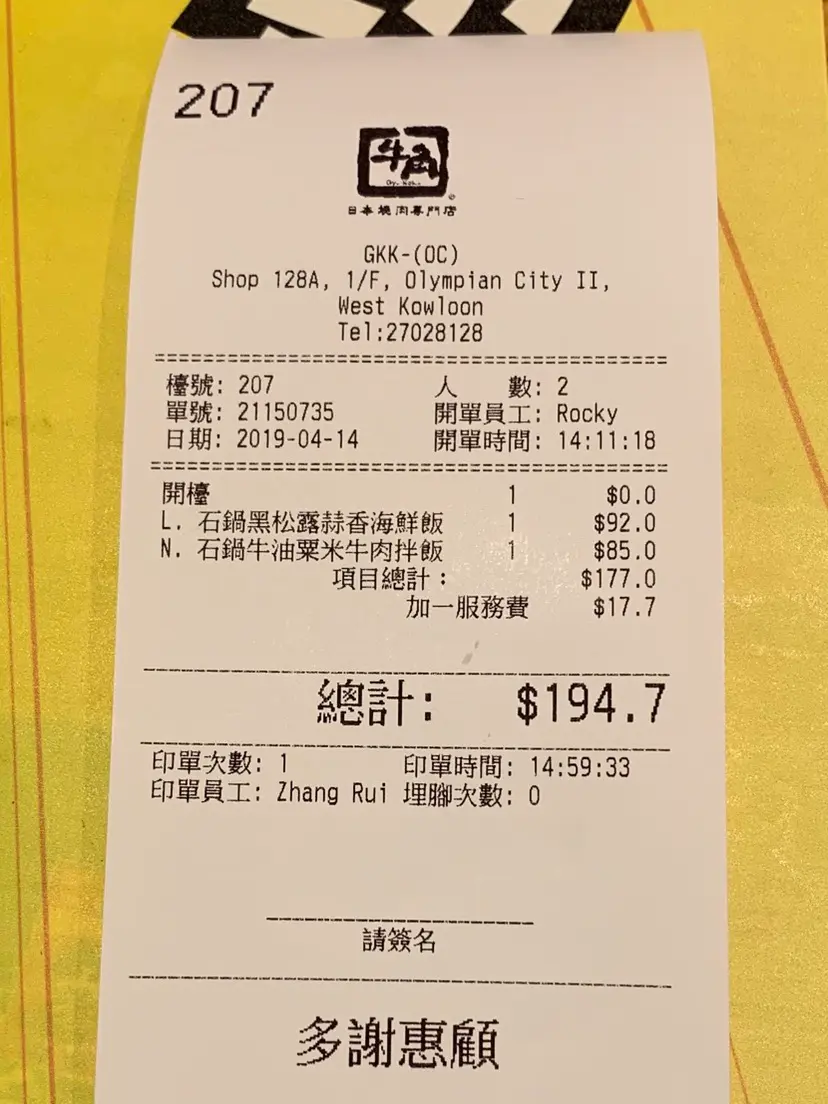 207
牛角
日本燒肉專門店
GKK-(OC)
Shop 128A, 1/F, Olympian City II,
West Kowloon
Tel:27028128
檯號: 207 人 數: 2
單號: 21150735 開單員工: Rocky
日期: 2019-04-14 開單時間: 14:11:18
開檯 1 $0.0
L. 石鍋黑松露蒜香海鮮飯 1 $92.0
N. 石鍋牛油粟米牛肉拌飯 1 $85.0
項目總計: $177.0
加一服務費 $17.7
總計: $194.7
印單次數: 1 印單時間: 14:59:33
印單員工: Zhang Rui 埋腳次數: 0
請簽名
多謝惠顧